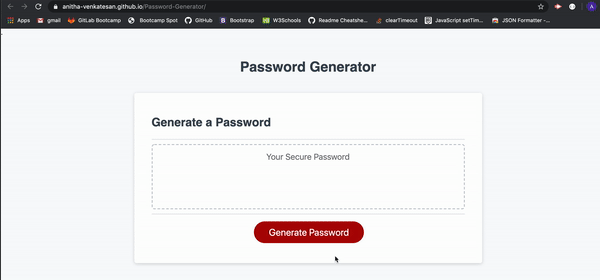 anitha-venkatesan.github.io/Password-Generator/
Apps gmail GitLab Bootcamp Bootcamp Spot GitHub Bootstrap W3Schools Readme Cheatshe... clearTimeout JavaScript setTim... JSON Formatter -...
Password Generator
Generate a Password
Your Secure Password
Generate Password